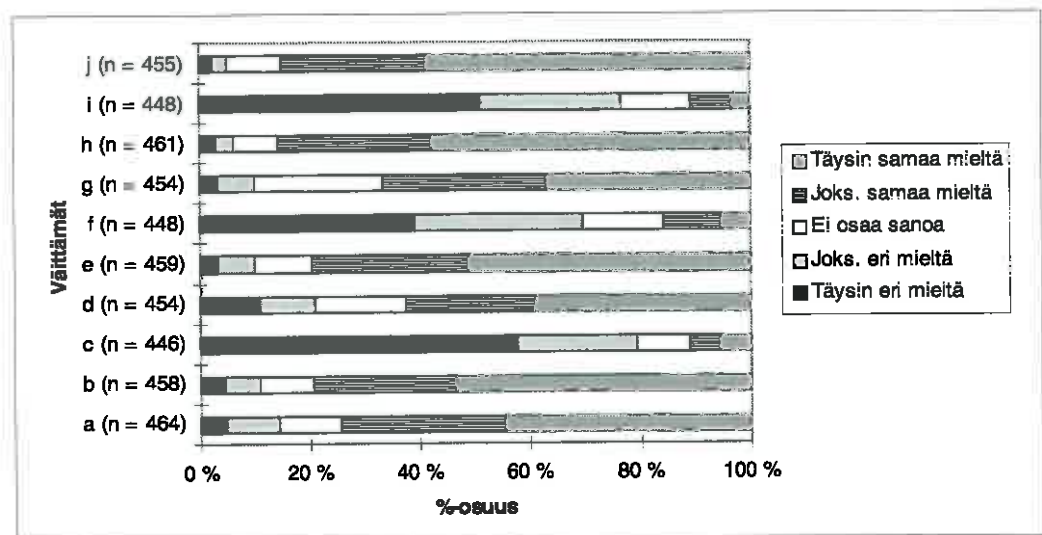 j (n = 455)
i (n = 448)
h (n = 461)
g (n = 454)
f (n = 448)
e (n = 459)
d (n = 454)
c (n = 446)
b (n = 458)
a (n = 464)
Väittämät
0 %
20 %
40 %
60 %
80 %
100 %
%-osuus
Täysin samaa mieltä
Joks. samaa mieltä
Ei osaa sanoa
Joks. eri mieltä
Täysin eri mieltä